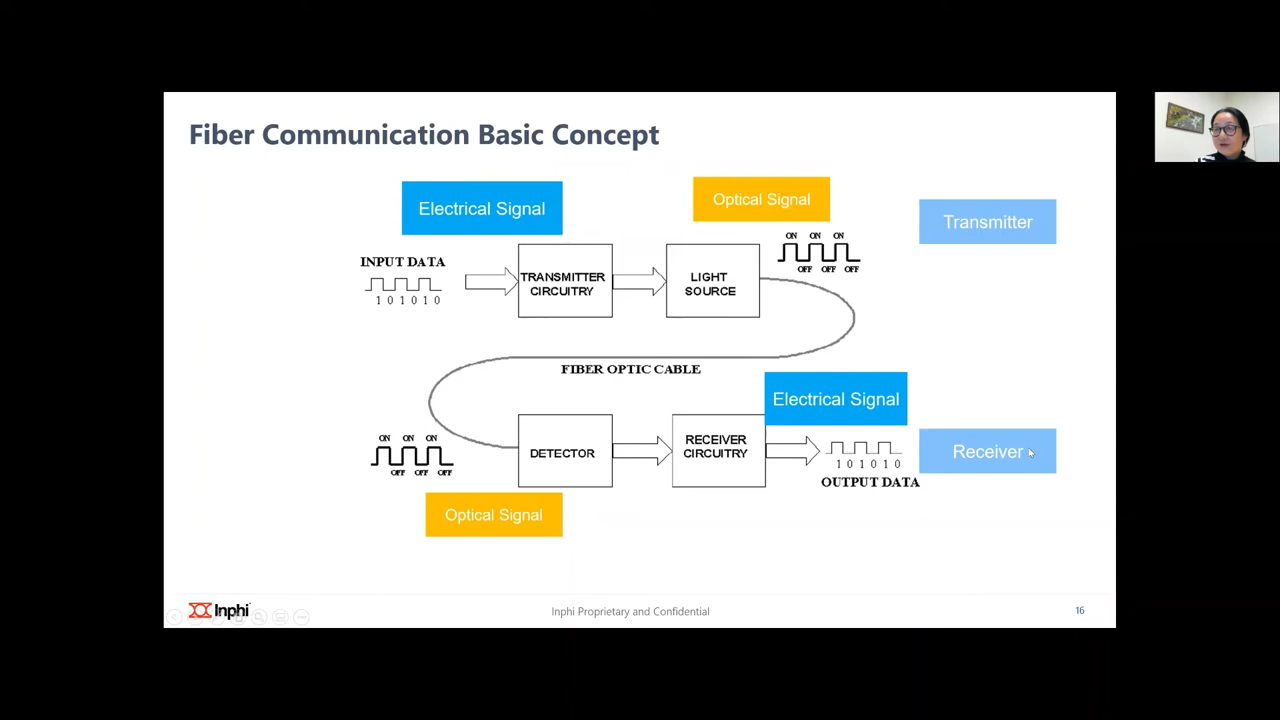 Fiber Communication Basic Concept
Electrical Signal
Optical Signal
Transmitter
ON ON ON
OFF OFF OFF
INPUT DATA
1 0 1 0 1 0
TRANSMITTER
CIRCUITRY
LIGHT
SOURCE
FIBER OPTIC CABLE
Electrical Signal
ON ON ON
OFF OFF OFF
DETECTOR
RECEIVER
CIRCUITRY
1 0 1 0 1 0
OUTPUT DATA
Receiver
Optical Signal
Inphi
Inphi Proprietary and Confidential
16